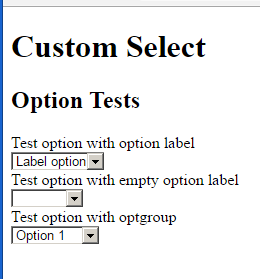 Custom Select
Option Tests
Test option with option label
Label option
Test option with empty option label
Test option with optgroup
Option 1